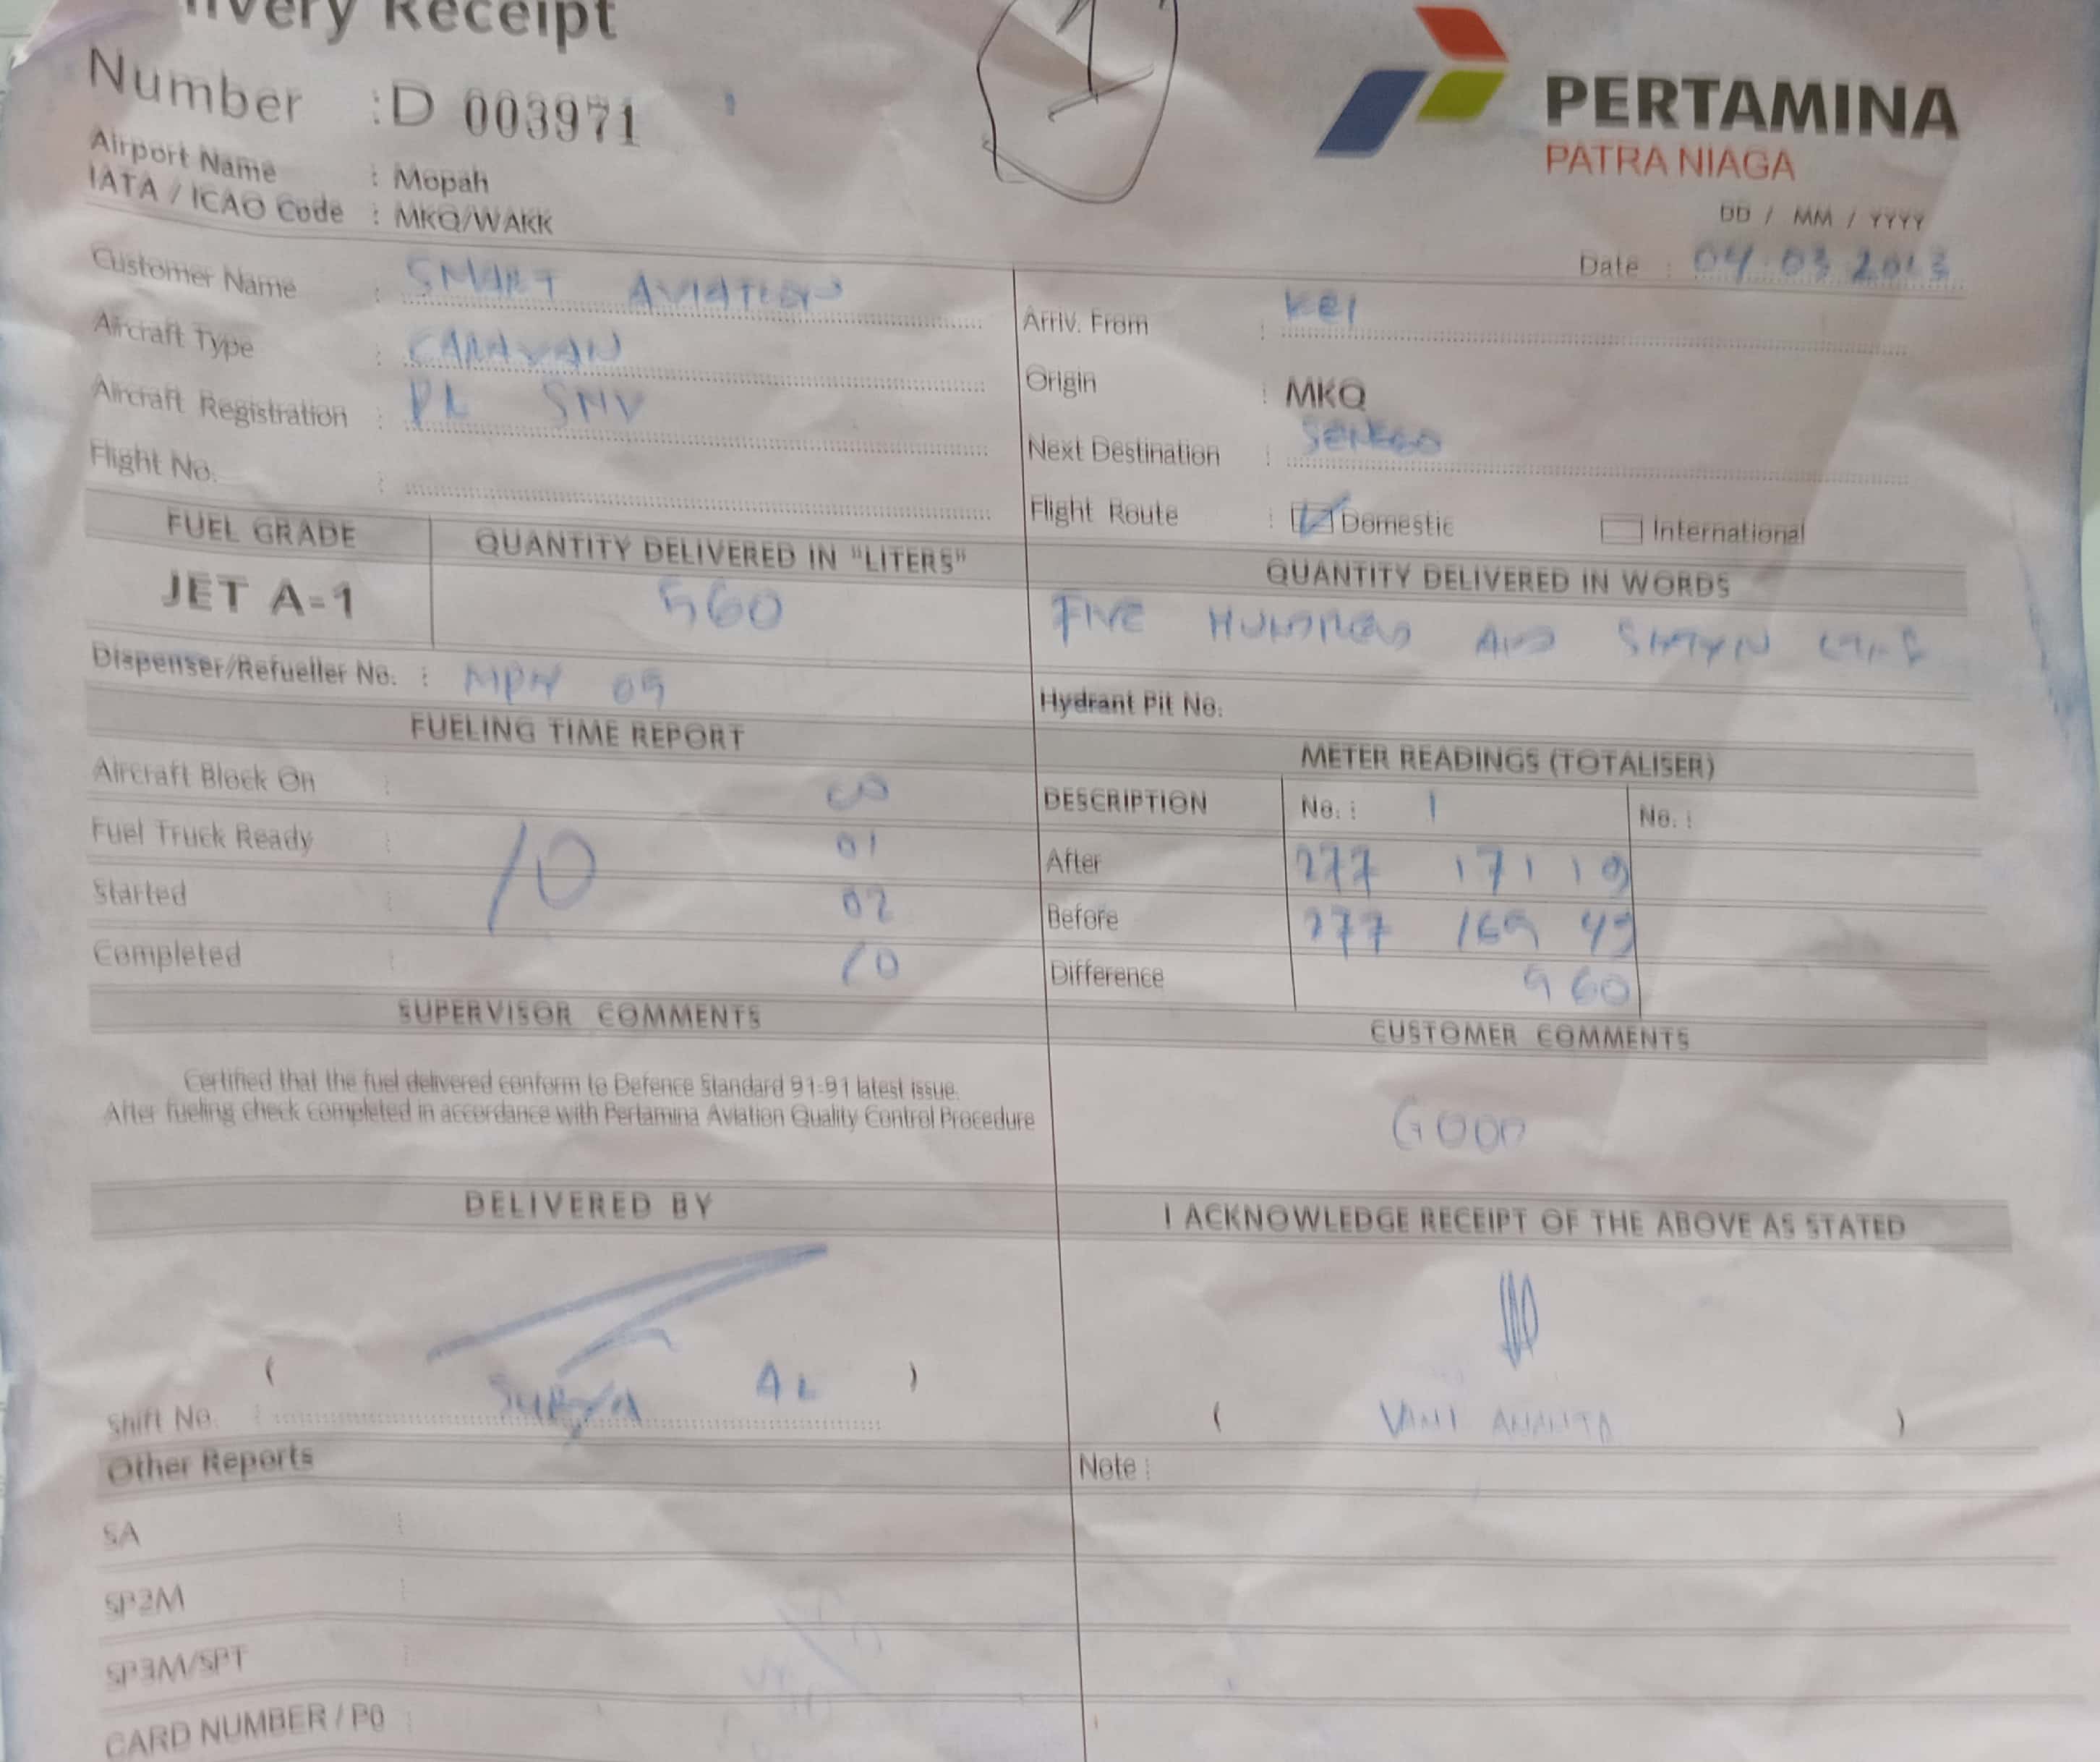 ivery Receipt
1
Number : D 003971
PERTAMINA
PATRA NIAGA
Airport Name : Mopah
IATA / ICAO Code : MKQ/WAKK
DD / MM / YYYY
Date :
Customer Name : SMART AVIATION
Aircraft Type : CARAVAN
Aircraft Registration : PK SNV
Flight No. :
Arriv. From :
Origin : MKQ
Next Destination : SENGGO
Flight Route : Domestic International
FUEL GRADE QUANTITY DELIVERED IN "LITERS" QUANTITY DELIVERED IN WORDS
JET A-1 560 FIVE HUNDRED AND
Dispenser/Refueller No. : MPH 09 Hydrant Pit No.
FUELING TIME REPORT METER READINGS (TOTALISER)
Aircraft Block On :
Fuel Truck Ready : 01
Started : 10 02
Completed : 10
DESCRIPTION No. : 1 No. :
After 277 171 19
Before 277 169
Difference 560
SUPERVISOR COMMENTS CUSTOMER COMMENTS
Certified that the fuel delivered conform to Defence Standard 91-91 latest issue.
After fueling check completed in accordance with Pertamina Aviation Quality Control Procedure
GOOD
DELIVERED BY I ACKNOWLEDGE RECEIPT OF THE ABOVE AS STATED
( SURYA AL )
Shift No. :
( )
Other Reports Note :
SA :
SP2M :
SP3M/SPT :
CARD NUMBER / PO :